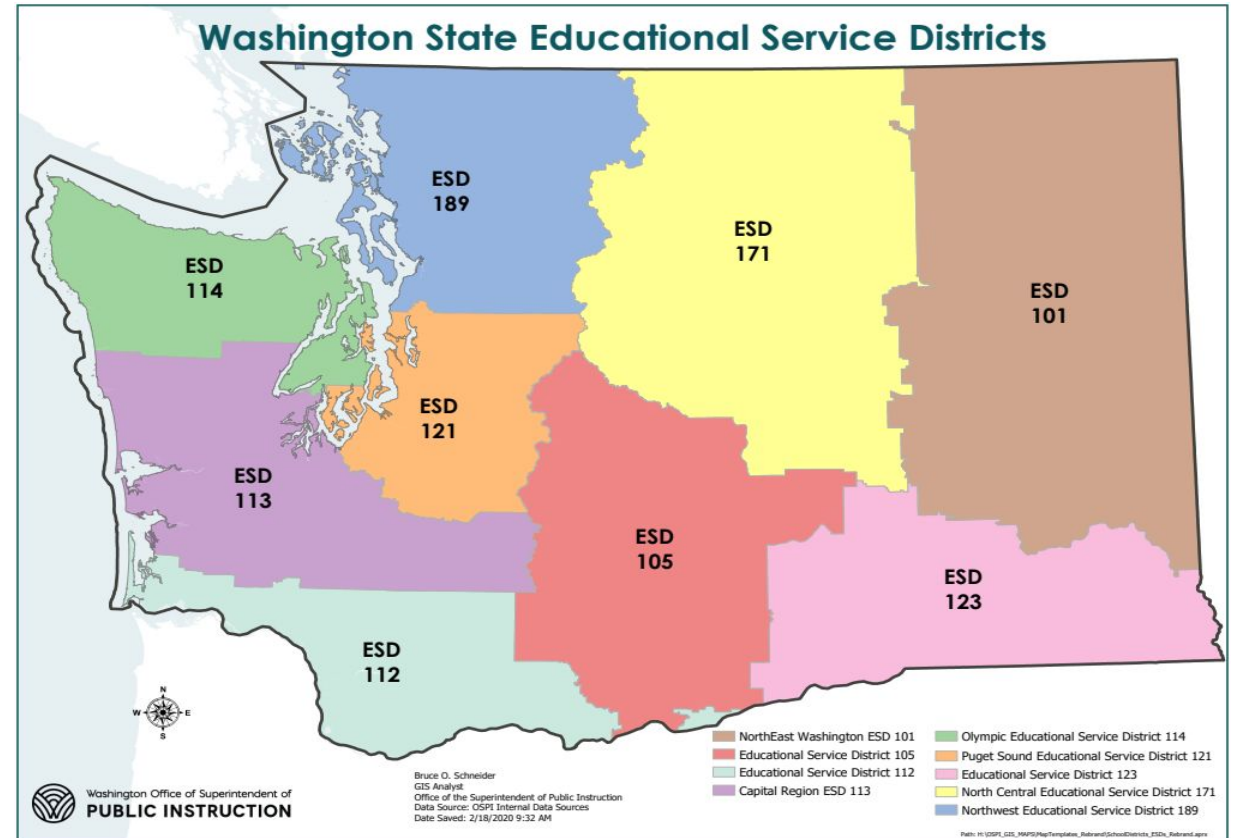 Washington State Educational Service Districts
ESD
189
ESD
171
ESD
114
ESD
101
ESD
121
ESD
113
ESD
105
ESD
123
ESD
112
N
W
E
S
NorthEast Washington ESD 101
Educational Service District 105
Educational Service District 112
Capital Region ESD 113
Olympic Educational Service District 114
Puget Sound Educational Service District 121
Educational Service District 123
North Central Educational Service District 171
Northwest Educational Service District 189
Washington Office of Superintendent of
PUBLIC INSTRUCTION
Bruce O. Schneider
GIS Analyst
Office of the Superintendent of Public Instruction
Data Source: OSPI Internal Data Sources
Date Saved: 2/18/2020 9:32 AM
Path: H:\OSPI_GIS_MAPS\MapTemplates_Rebrand\SchoolDistricts_ESDs_Rebrand.aprx